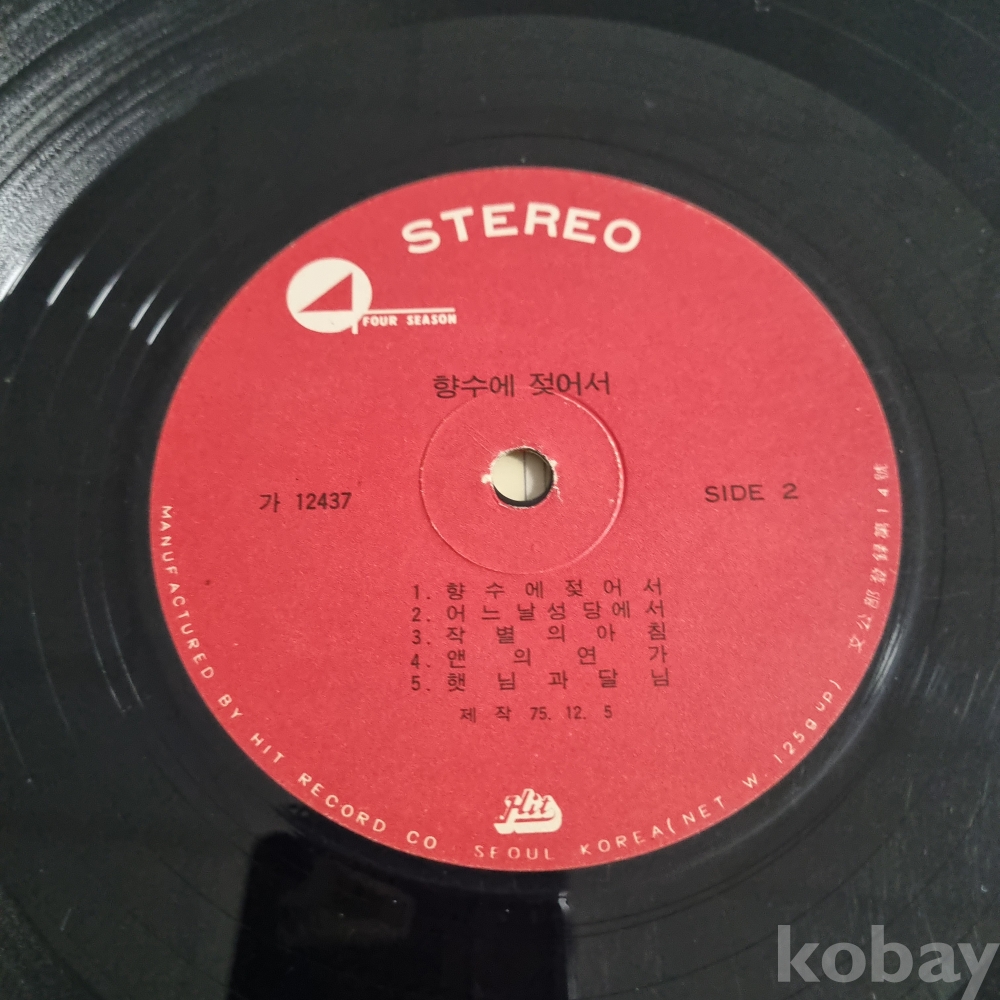 STEREO
FOUR SEASON
향수에 젖어서
가 12437
SIDE 2
1. 향수에젖어서
2. 어느날성당에서
3. 작별의아침
4. 앤의연가
5. 햇님과달님
제작 75. 12. 5
Hit
MANUFACTURED BY HIT RECORD CO SEOUL KOREA(NET W. 125g up) 文公部登録第14號
kobay